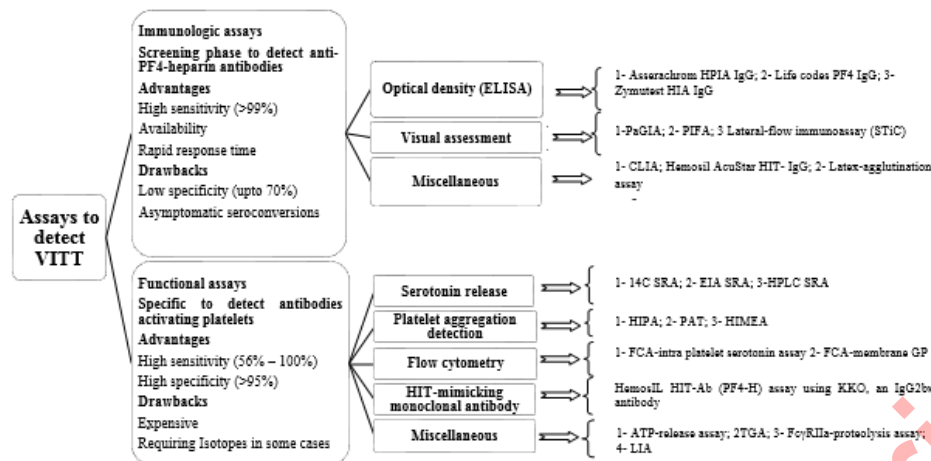 Assays to
detect
VITT
Immunologic assays
Screening phase to detect anti-
PF4-heparin antibodies
Advantages
High sensitivity (>99%)
Availability
Rapid response time
Drawbacks
Low specificity (upto 70%)
Asymptomatic seroconversions
Optical density (ELISA)
1- Asserachrom HPIA IgG; 2- Life codes PF4 IgG; 3-
Zymutest HIA IgG
Visual assessment
1-PaGIA; 2- PIFA; 3 Lateral-flow immunoassay (STiC)
Miscellaneous
1- CLIA; Hemosil AcuStar HIT- IgG; 2- Latex-agglutination
assay
-
Functional assays
Specific to detect antibodies
activating platelets
Advantages
High sensitivity (56% – 100%)
High specificity (>95%)
Drawbacks
Expensive
Requiring Isotopes in some cases
Serotonin release
1- 14C SRA; 2- EIA SRA; 3-HPLC SRA
Platelet aggregation
detection
1- HIPA; 2- PAT; 3- HIMEA
Flow cytometry
1- FCA-intra platelet serotonin assay 2- FCA-membrane GP
HIT-mimicking
monoclonal antibody
HemosIL HIT-Ab (PF4-H) assay using KKO, an IgG2bκ
antibody
Miscellaneous
1- ATP-release assay; 2TGA; 3- FcγRIIa-proteolysis assay;
4- LIA